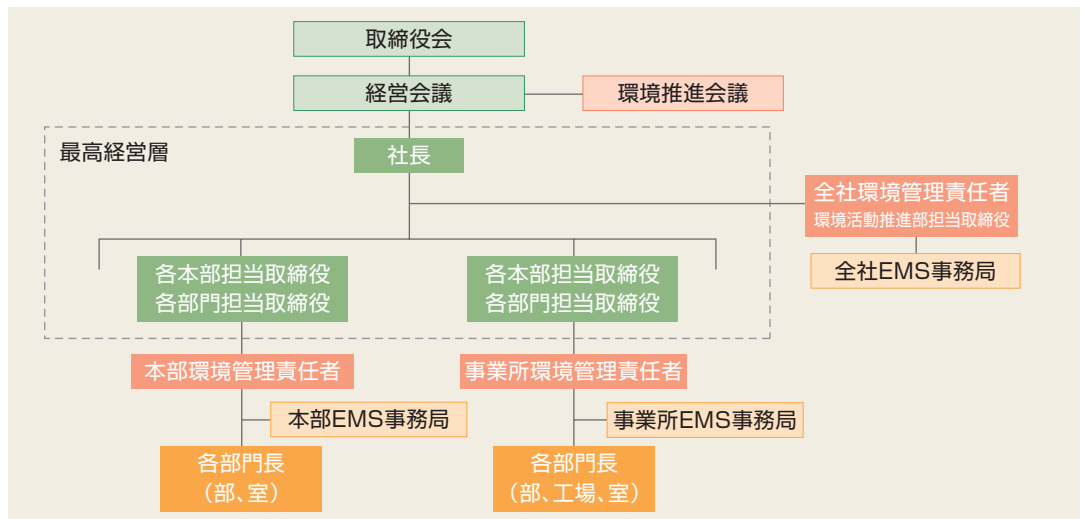 取締役会
経営会議
環境推進会議
最高経営層
社長
全社環境管理責任者
環境活動推進部担当取締役
全社EMS事務局
各本部担当取締役
各部門担当取締役
各本部担当取締役
各部門担当取締役
本部環境管理責任者
事業所環境管理責任者
本部EMS事務局
事業所EMS事務局
各部門長
（部、室）
各部門長
（部、工場、室）